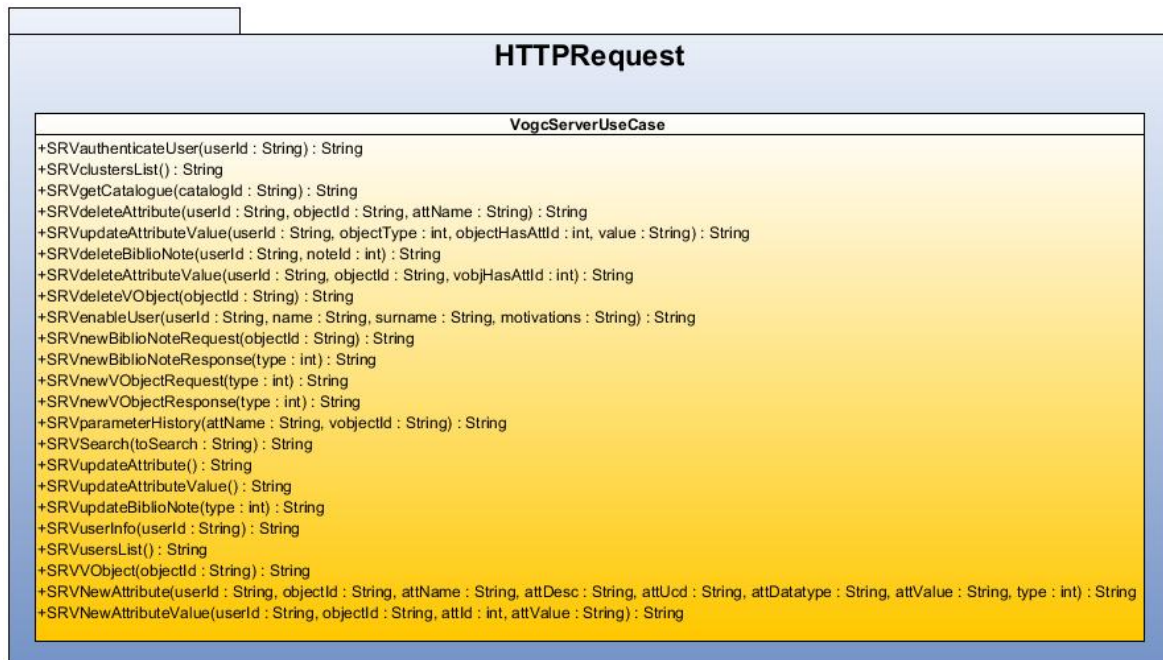 HTTPRequest
VogcServerUseCase
+SRVauthenticateUser(userId : String) : String
+SRVclustersList() : String
+SRVgetCatalogue(catalogId : String) : String
+SRVdeleteAttribute(userId : String, objectId : String, attName : String) : String
+SRVupdateAttributeValue(userId : String, objectType : int, objectHasAttId : int, value : String) : String
+SRVdeleteBiblioNote(userId : String, noteId : int) : String
+SRVdeleteAttributeValue(userId : String, objectId : String, vobjHasAttId : int) : String
+SRVdeleteVObject(objectId : String) : String
+SRVenableUser(userId : String, name : String, surname : String, motivations : String) : String
+SRVnewBiblioNoteRequest(objectId : String) : String
+SRVnewBiblioNoteResponse(type : int) : String
+SRVnewVObjectRequest(type : int) : String
+SRVnewVObjectResponse(type : int) : String
+SRVparameterHistory(attName : String, vobjectId : String) : String
+SRVSearch(toSearch : String) : String
+SRVupdateAttribute() : String
+SRVupdateAttributeValue() : String
+SRVupdateBiblioNote(type : int) : String
+SRVuserInfo(userId : String) : String
+SRVusersList() : String
+SRVVObject(objectId : String) : String
+SRVNewAttribute(userId : String, objectId : String, attName : String, attDesc : String, attUcd : String, attDatatype : String, attValue : String, type : int) : String
+SRVNewAttributeValue(userId : String, objectId : String, attId : int, attValue : String) : String